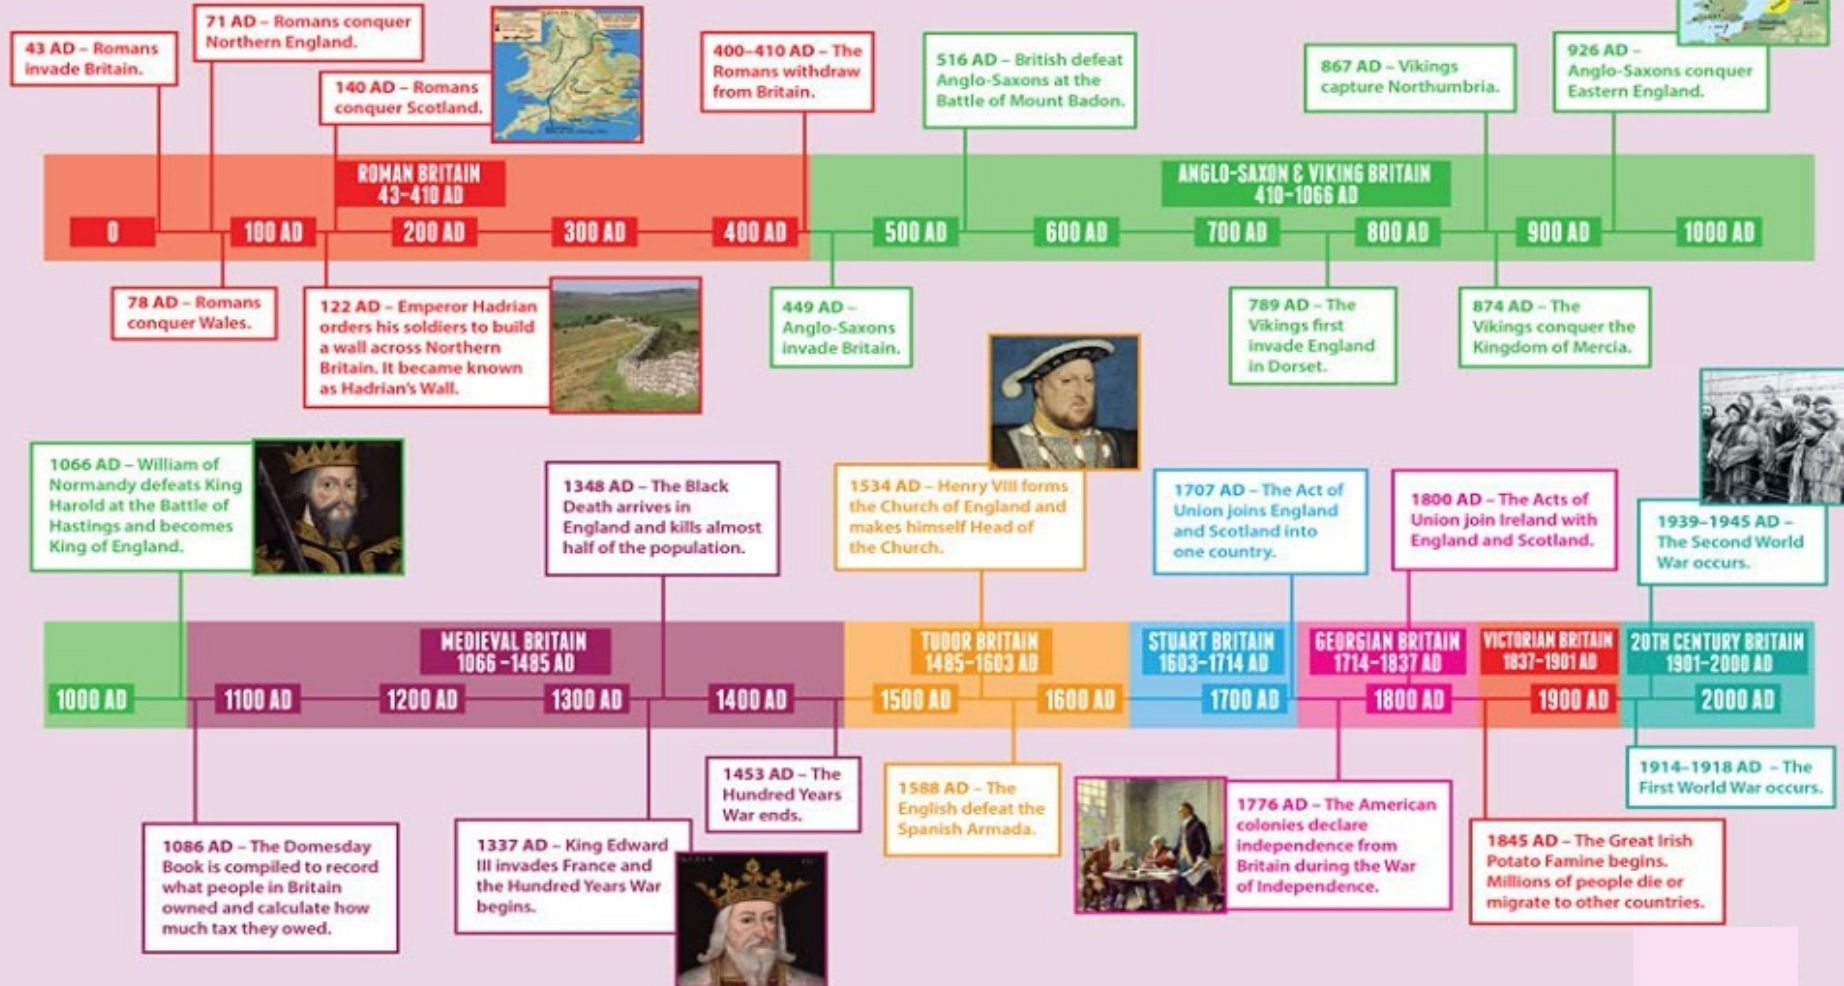 43 AD – Romans
invade Britain.
71 AD – Romans conquer
Northern England.
140 AD – Romans
conquer Scotland.
400–410 AD – The
Romans withdraw
from Britain.
516 AD – British defeat
Anglo-Saxons at the
Battle of Mount Badon.
867 AD – Vikings
capture Northumbria.
926 AD –
Anglo-Saxons conquer
Eastern England.
ROMAN BRITAIN
43–410 AD
ANGLO-SAXON & VIKING BRITAIN
410–1066 AD
0
100 AD
200 AD
300 AD
400 AD
500 AD
600 AD
700 AD
800 AD
900 AD
1000 AD
78 AD – Romans
conquer Wales.
122 AD – Emperor Hadrian
orders his soldiers to build
a wall across Northern
Britain. It became known
as Hadrian's Wall.
449 AD –
Anglo-Saxons
invade Britain.
789 AD – The
Vikings first
invade England
in Dorset.
874 AD – The
Vikings conquer the
Kingdom of Mercia.
1066 AD – William of
Normandy defeats King
Harold at the Battle of
Hastings and becomes
King of England.
1348 AD – The Black
Death arrives in
England and kills almost
half of the population.
1534 AD – Henry VIII forms
the Church of England and
makes himself Head of
the Church.
1707 AD – The Act of
Union joins England
and Scotland into
one country.
1800 AD – The Acts of
Union join Ireland with
England and Scotland.
1939–1945 AD –
The Second World
War occurs.
MEDIEVAL BRITAIN
1066 –1485 AD
TUDOR BRITAIN
1485–1603 AD
STUART BRITAIN
1603–1714 AD
GEORGIAN BRITAIN
1714–1837 AD
VICTORIAN BRITAIN
1837–1901 AD
20TH CENTURY BRITAIN
1901–2000 AD
1000 AD
1100 AD
1200 AD
1300 AD
1400 AD
1500 AD
1600 AD
1700 AD
1800 AD
1900 AD
2000 AD
1086 AD – The Domesday
Book is compiled to record
what people in Britain
owned and calculate how
much tax they owed.
1337 AD – King Edward
III invades France and
the Hundred Years War
begins.
1453 AD – The
Hundred Years
War ends.
1588 AD – The
English defeat the
Spanish Armada.
1776 AD – The American
colonies declare
independence from
Britain during the War
of Independence.
1845 AD – The Great Irish
Potato Famine begins.
Millions of people die or
migrate to other countries.
1914–1918 AD – The
First World War occurs.